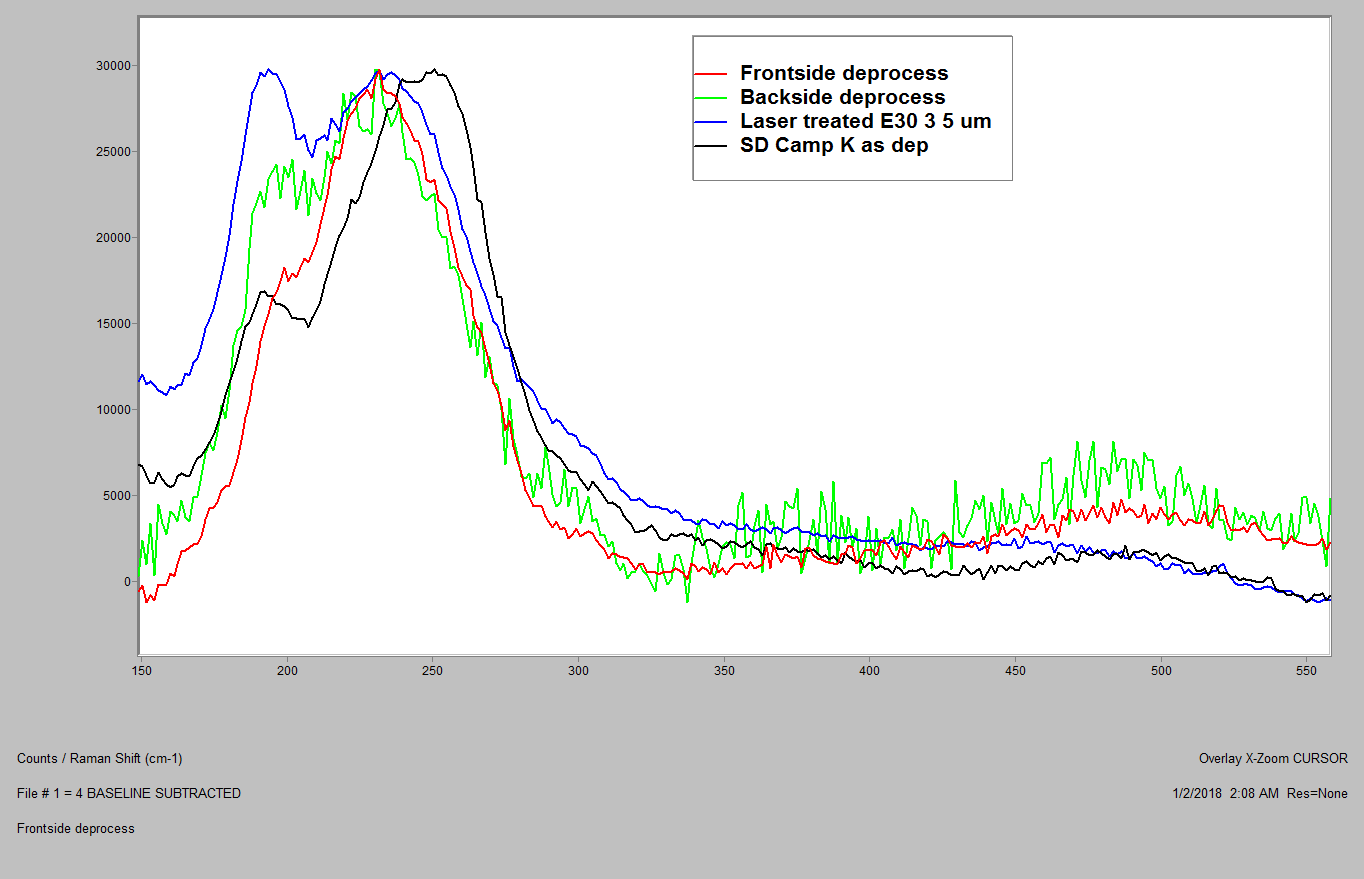 30000
25000
20000
15000
10000
5000
0
Frontside deprocess
Backside deprocess
Laser treated E30 3 5 um
SD Camp K as dep
150 200 250 300 350 400 450 500 550
Counts / Raman Shift (cm-1) Overlay X-Zoom CURSOR
File # 1 = 4 BASELINE SUBTRACTED 1/2/2018 2:08 AM Res=None
Frontside deprocess